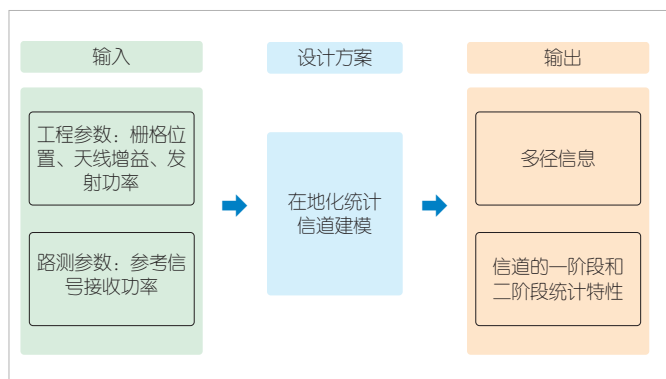 输入
设计方案
输出
工程参数：栅格位
置、天线增益、发
射功率
路测参数：参考信
号接收功率
在地化统计
信道建模
多径信息
信道的一阶段和
二阶段统计特性